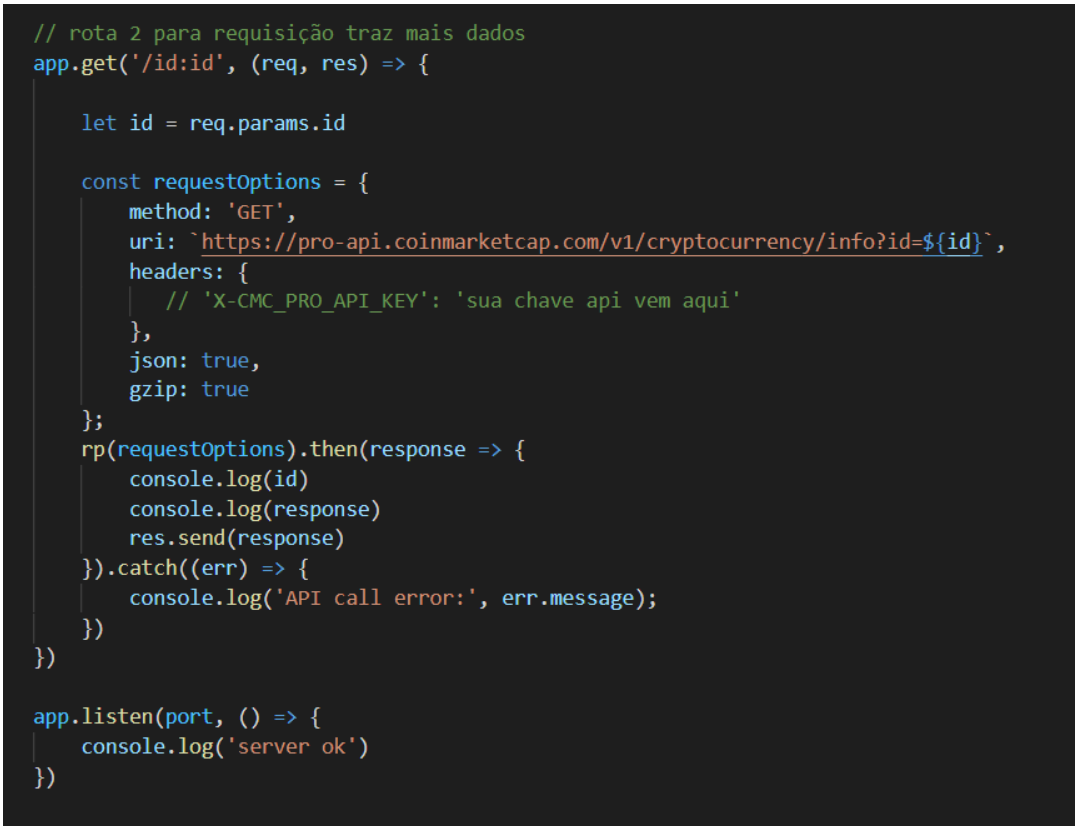 // rota 2 para requisição traz mais dados
app.get('/id:id', (req, res) => {
let id = req.params.id
const requestOptions = {
method: 'GET',
uri: `https://pro-api.coinmarketcap.com/v1/cryptocurrency/info?id=${id}`,
headers: {
// 'X-CMC_PRO_API_KEY': 'sua chave api vem aqui'
},
json: true,
gzip: true
};
rp(requestOptions).then(response => {
console.log(id)
console.log(response)
res.send(response)
}).catch((err) => {
console.log('API call error:', err.message);
})
})
app.listen(port, () => {
console.log('server ok')
})